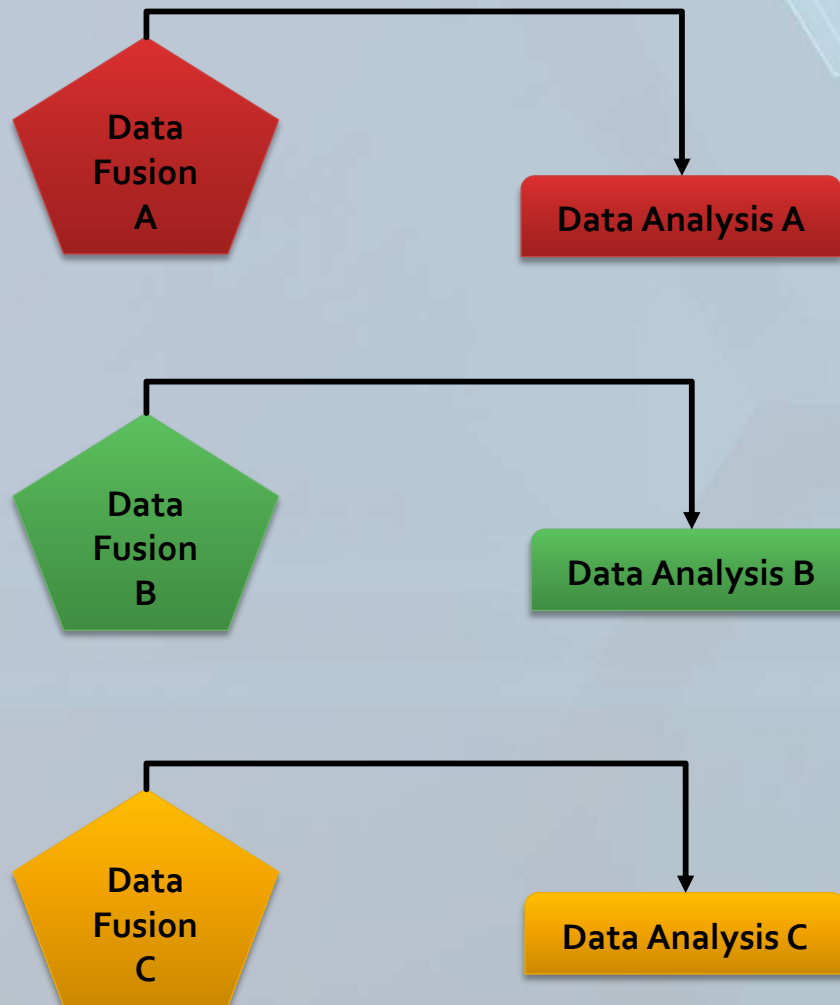 Data
Fusion
A
Data Analysis A
Data
Fusion
B
Data Analysis B
Data
Fusion
C
Data Analysis C